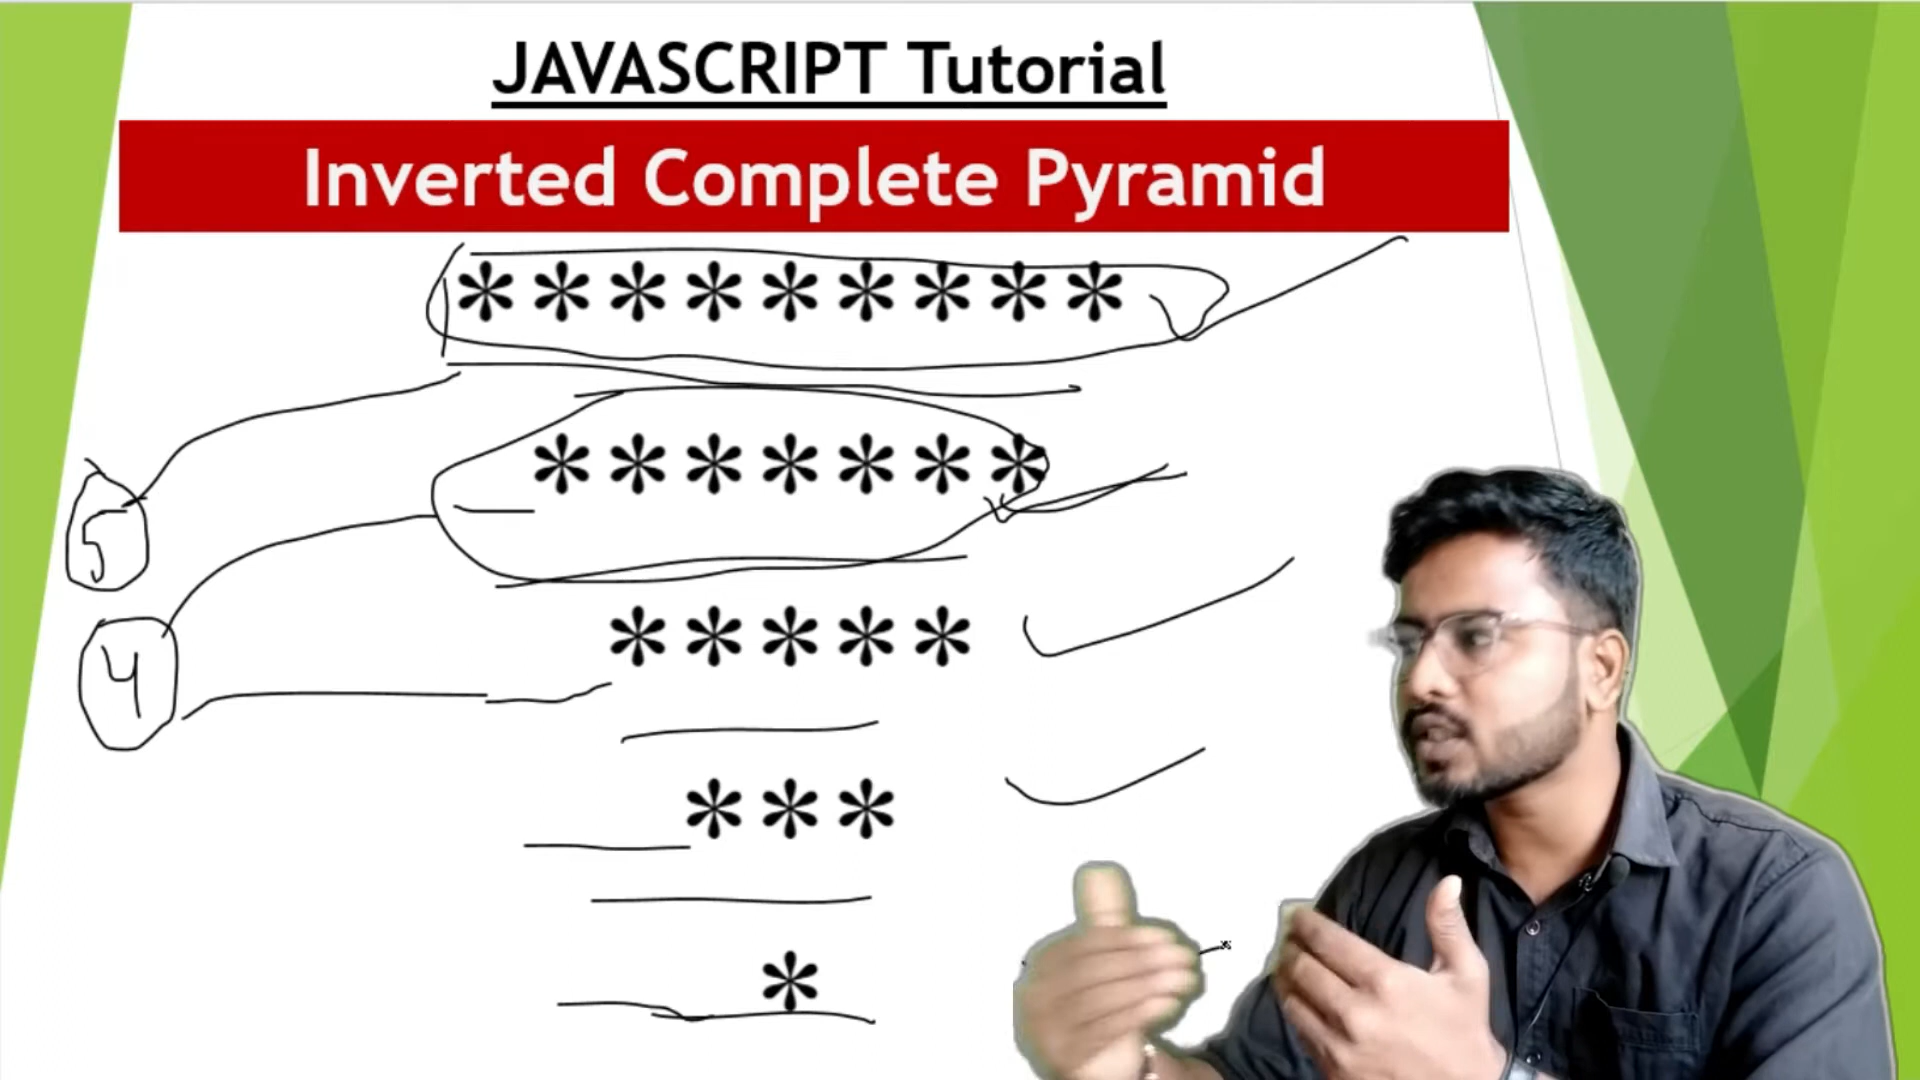 JAVASCRIPT Tutorial
Inverted Complete Pyramid
* * * * * * * * *
* * * * * * *
5
* * * * *
4
* * *
*